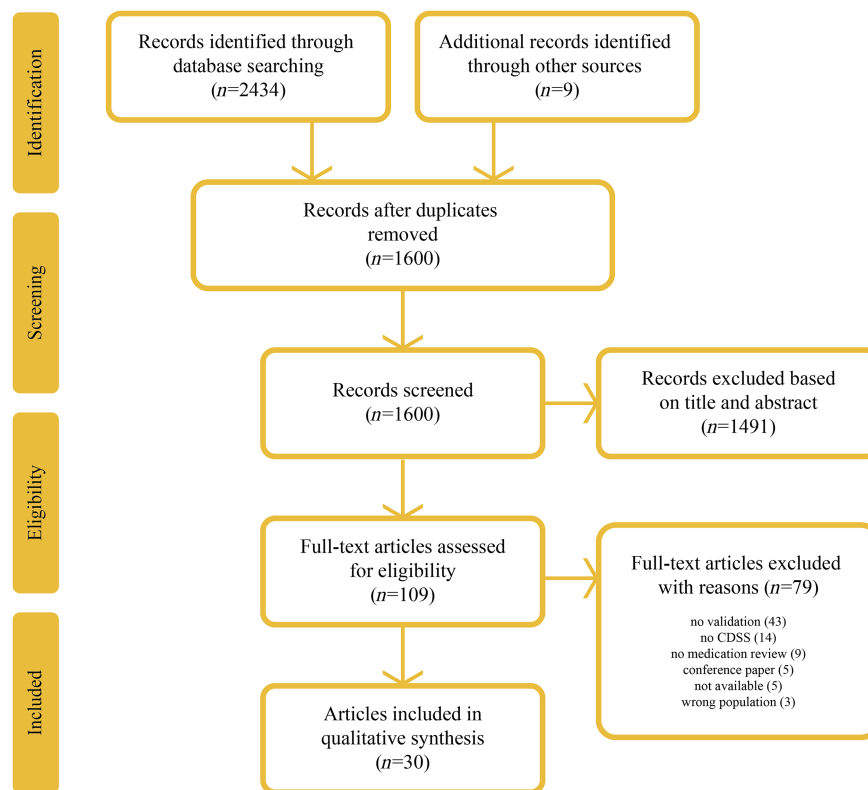 Identification
Records identified through
database searching
(n=2434)
Additional records identified
through other sources
(n=9)
Records after duplicates
removed
(n=1600)
Screening
Records screened
(n=1600)
Records excluded based
on title and abstract
(n=1491)
Eligibility
Full-text articles assessed
for eligibility
(n=109)
Full-text articles excluded
with reasons (n=79)
no validation (43)
no CDSS (14)
no medication review (9)
conference paper (5)
not available (5)
wrong population (3)
Included
Articles included in
qualitative synthesis
(n=30)